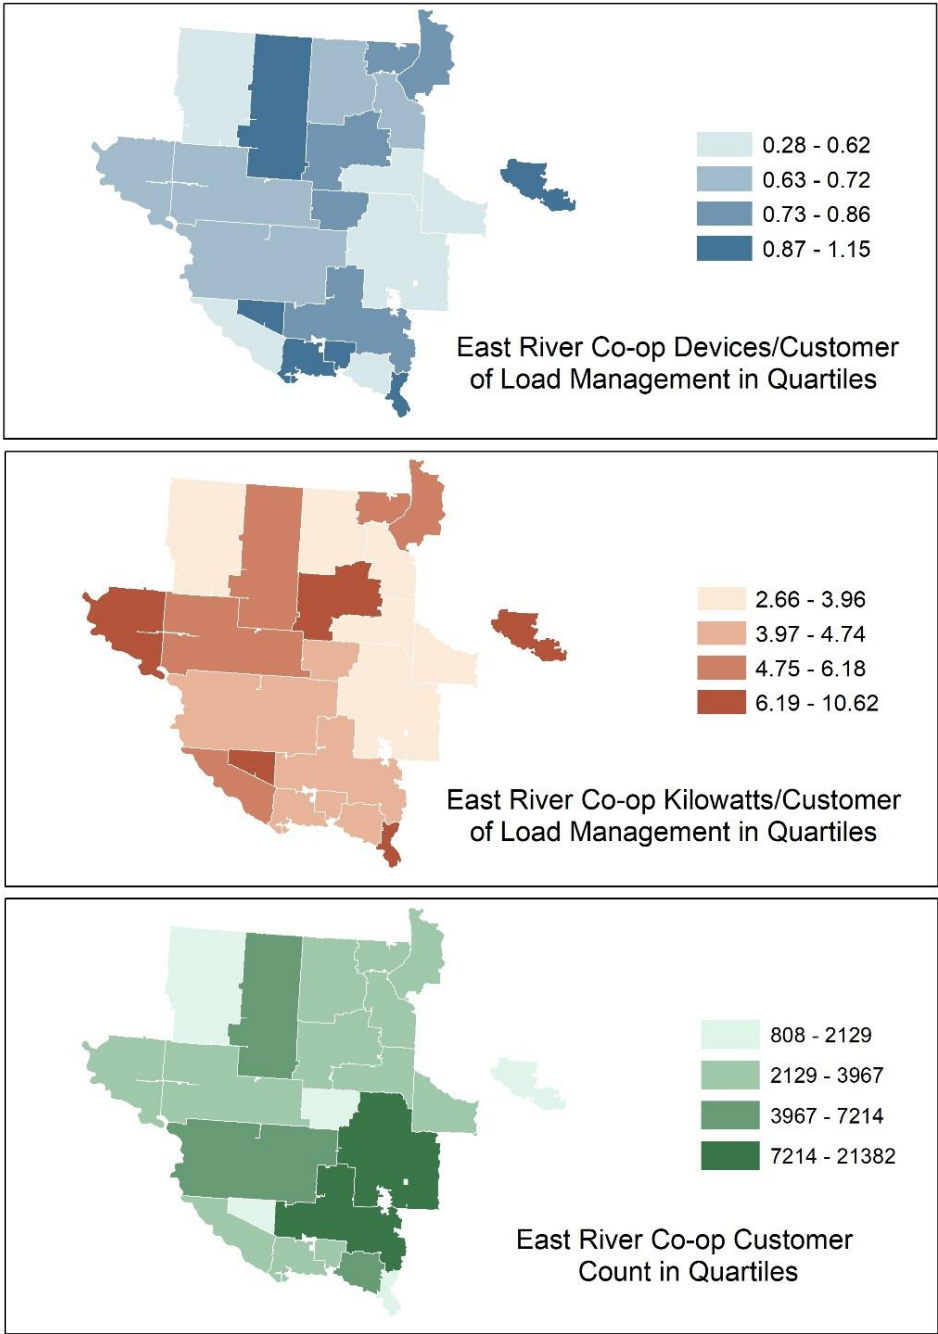 0.28 - 0.62
0.63 - 0.72
0.73 - 0.86
0.87 - 1.15
East River Co-op Devices/Customer
of Load Management in Quartiles
2.66 - 3.96
3.97 - 4.74
4.75 - 6.18
6.19 - 10.62
East River Co-op Kilowatts/Customer
of Load Management in Quartiles
808 - 2129
2129 - 3967
3967 - 7214
7214 - 21382
East River Co-op Customer
Count in Quartiles